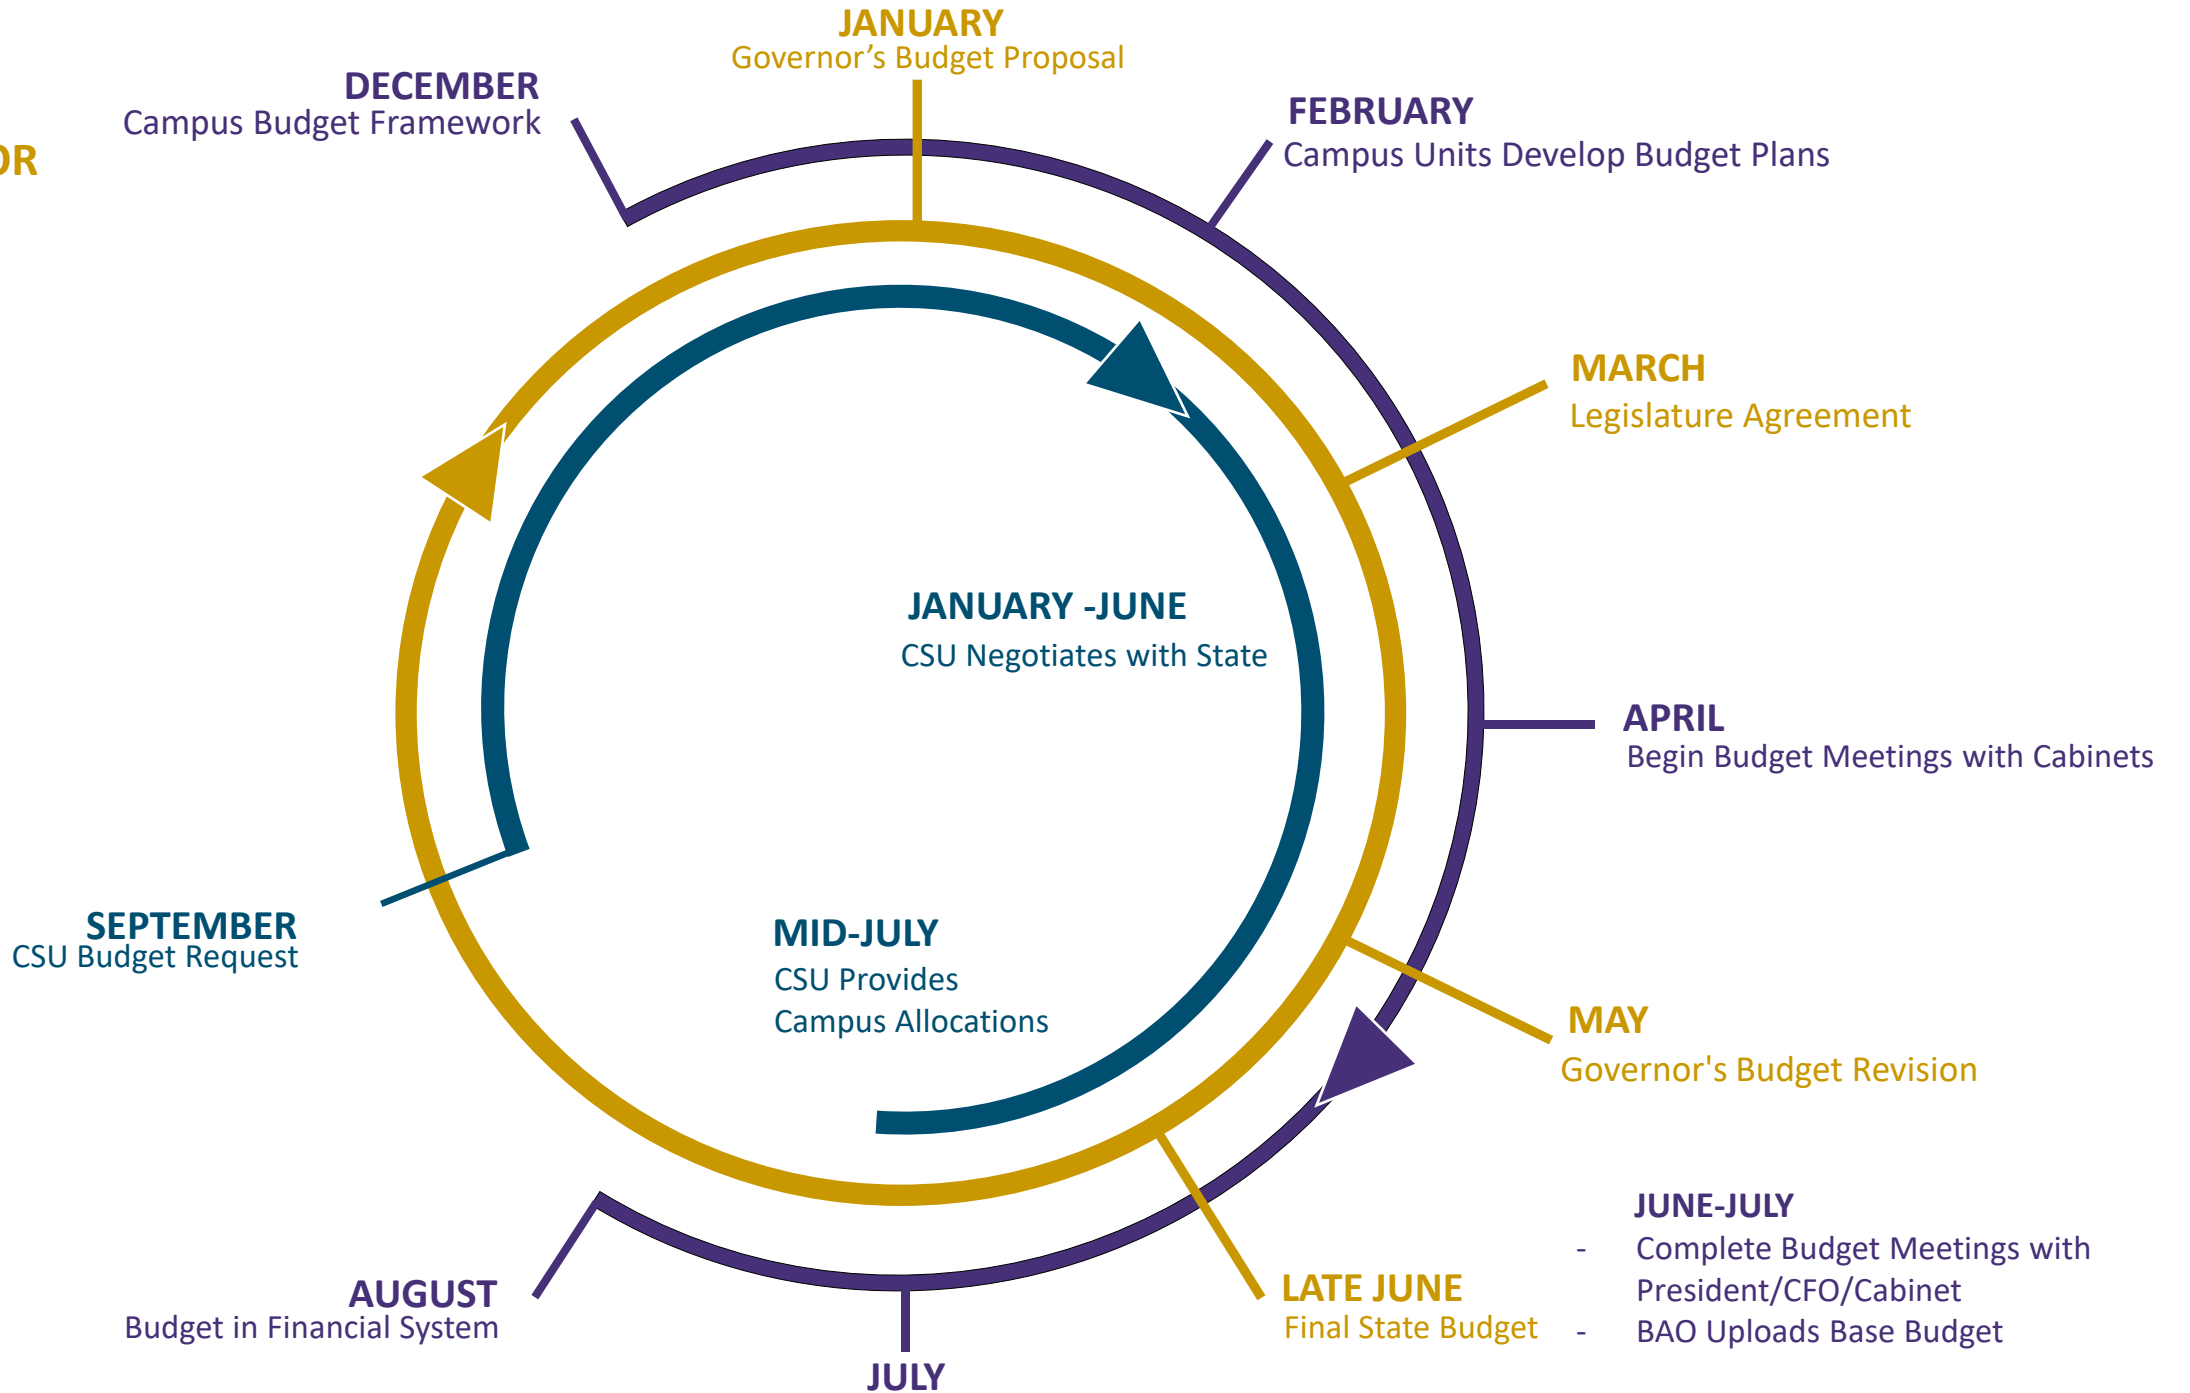 JANUARY
Governor’s Budget Proposal
DECEMBER
Campus Budget Framework
OR
FEBRUARY
Campus Units Develop Budget Plans
MARCH
Legislature Agreement
JANUARY -JUNE
CSU Negotiates with State
APRIL
Begin Budget Meetings with Cabinets
SEPTEMBER
CSU Budget Request
MID-JULY
CSU Provides
Campus Allocations
MAY
Governor's Budget Revision
JUNE-JULY
- Complete Budget Meetings with
President/CFO/Cabinet
- BAO Uploads Base Budget
LATE JUNE
Final State Budget
AUGUST
Budget in Financial System
JULY